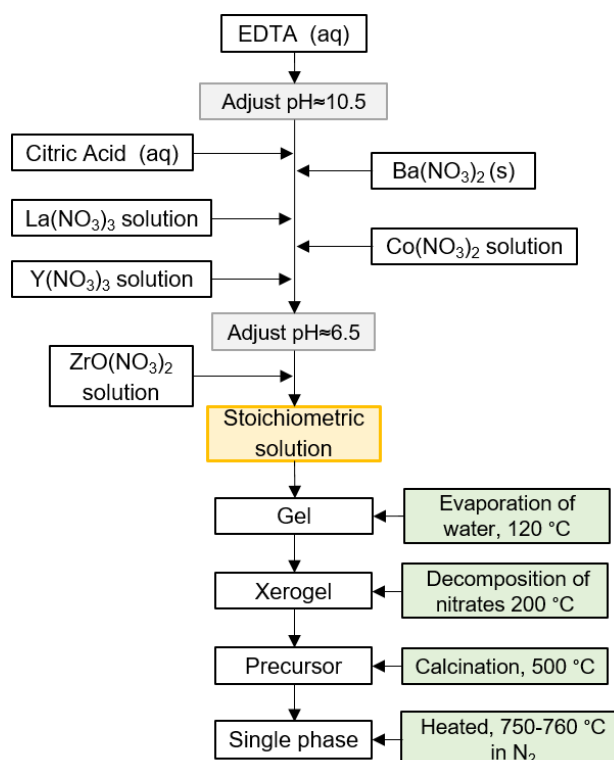 EDTA (aq)
Adjust pH≈10.5
Citric Acid (aq)
Ba(NO₃)₂ (s)
La(NO₃)₃ solution
Co(NO₃)₂ solution
Y(NO₃)₃ solution
Adjust pH≈6.5
ZrO(NO₃)₂
solution
Stoichiometric
solution
Gel
Evaporation of
water, 120 °C
Xerogel
Decomposition of
nitrates 200 °C
Precursor
Calcination, 500 °C
Single phase
Heated, 750-760 °C
in N₂